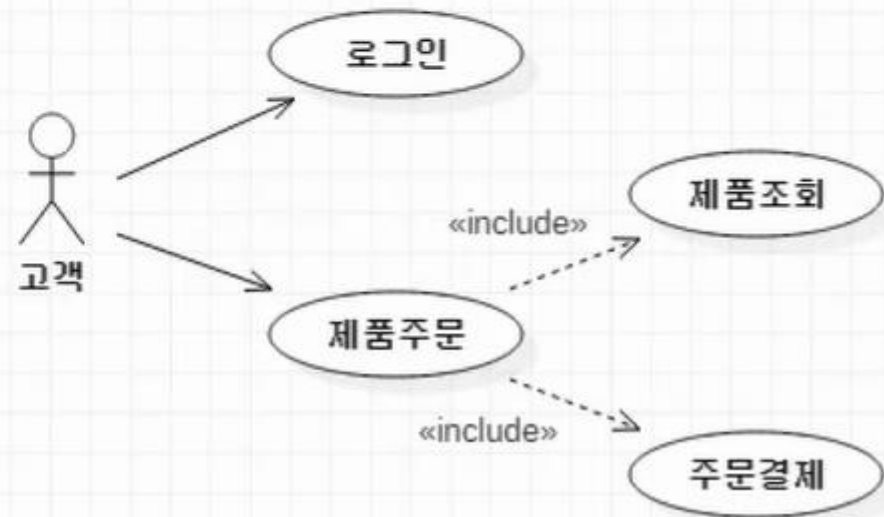 로그인
제품조회
«include»
고객
제품주문
«include»
주문결제